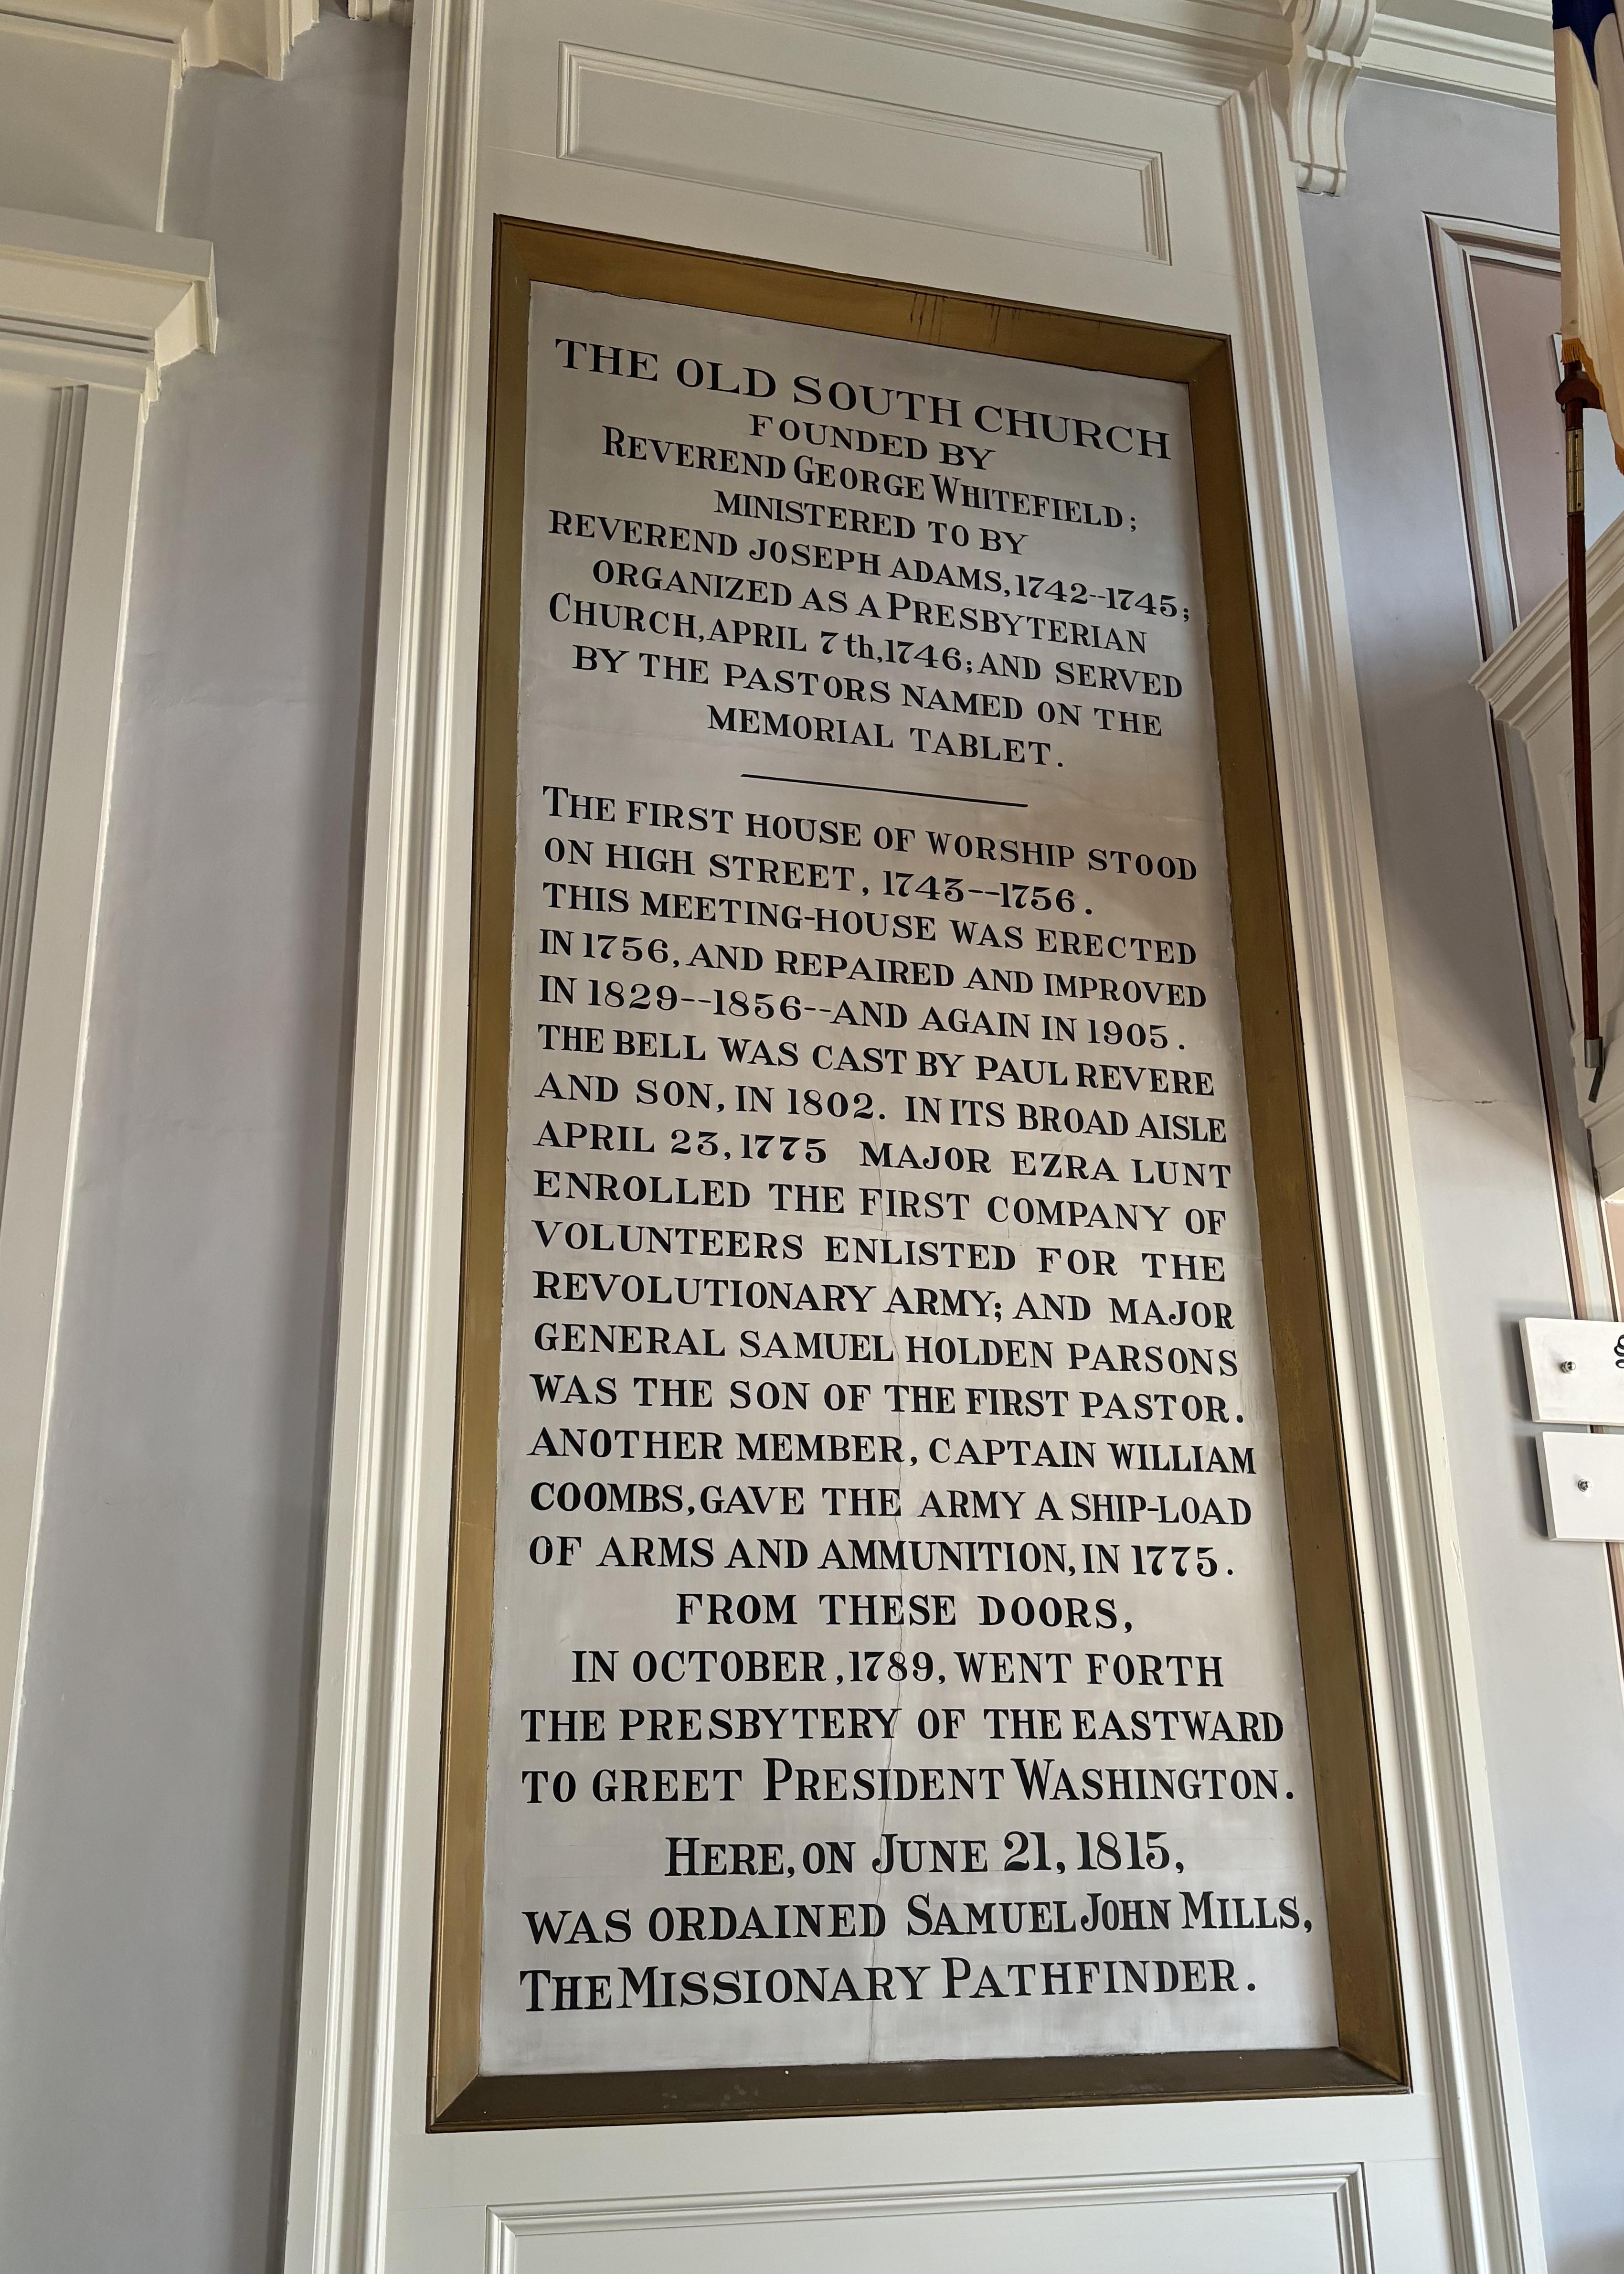 THE OLD SOUTH CHURCH
FOUNDED BY
REVEREND GEORGE WHITEFIELD;
MINISTERED TO BY
REVEREND JOSEPH ADAMS, 1742--1745;
ORGANIZED AS A PRESBYTERIAN
CHURCH, APRIL 7th, 1746; AND SERVED
BY THE PASTORS NAMED ON THE
MEMORIAL TABLET.
THE FIRST HOUSE OF WORSHIP STOOD
ON HIGH STREET, 1743--1756.
THIS MEETING-HOUSE WAS ERECTED
IN 1756, AND REPAIRED AND IMPROVED
IN 1829--1856--AND AGAIN IN 1905.
THE BELL WAS CAST BY PAUL REVERE
AND SON, IN 1802. IN ITS BROAD AISLE
APRIL 23, 1775 MAJOR EZRA LUNT
ENROLLED THE FIRST COMPANY OF
VOLUNTEERS ENLISTED FOR THE
REVOLUTIONARY ARMY; AND MAJOR
GENERAL SAMUEL HOLDEN PARSONS
WAS THE SON OF THE FIRST PASTOR.
ANOTHER MEMBER, CAPTAIN WILLIAM
COOMBS, GAVE THE ARMY A SHIP-LOAD
OF ARMS AND AMMUNITION, IN 1775.
FROM THESE DOORS,
IN OCTOBER, 1789, WENT FORTH
THE PRESBYTERY OF THE EASTWARD
TO GREET PRESIDENT WASHINGTON.
HERE, ON JUNE 21, 1815,
WAS ORDAINED SAMUEL JOHN MILLS,
THE MISSIONARY PATHFINDER.